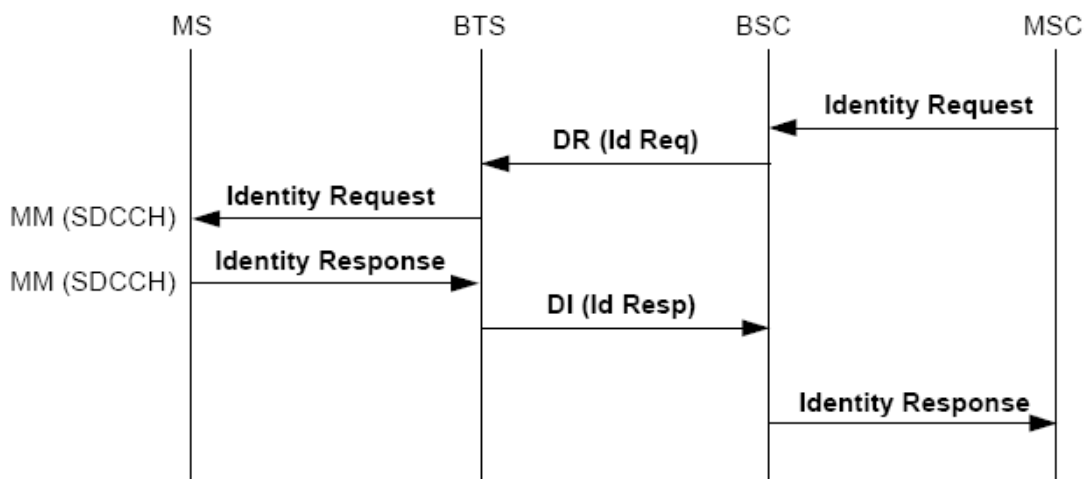 MS
BTS
BSC
MSC
Identity Request
DR (Id Req)
Identity Request
MM (SDCCH)
Identity Response
MM (SDCCH)
DI (Id Resp)
Identity Response